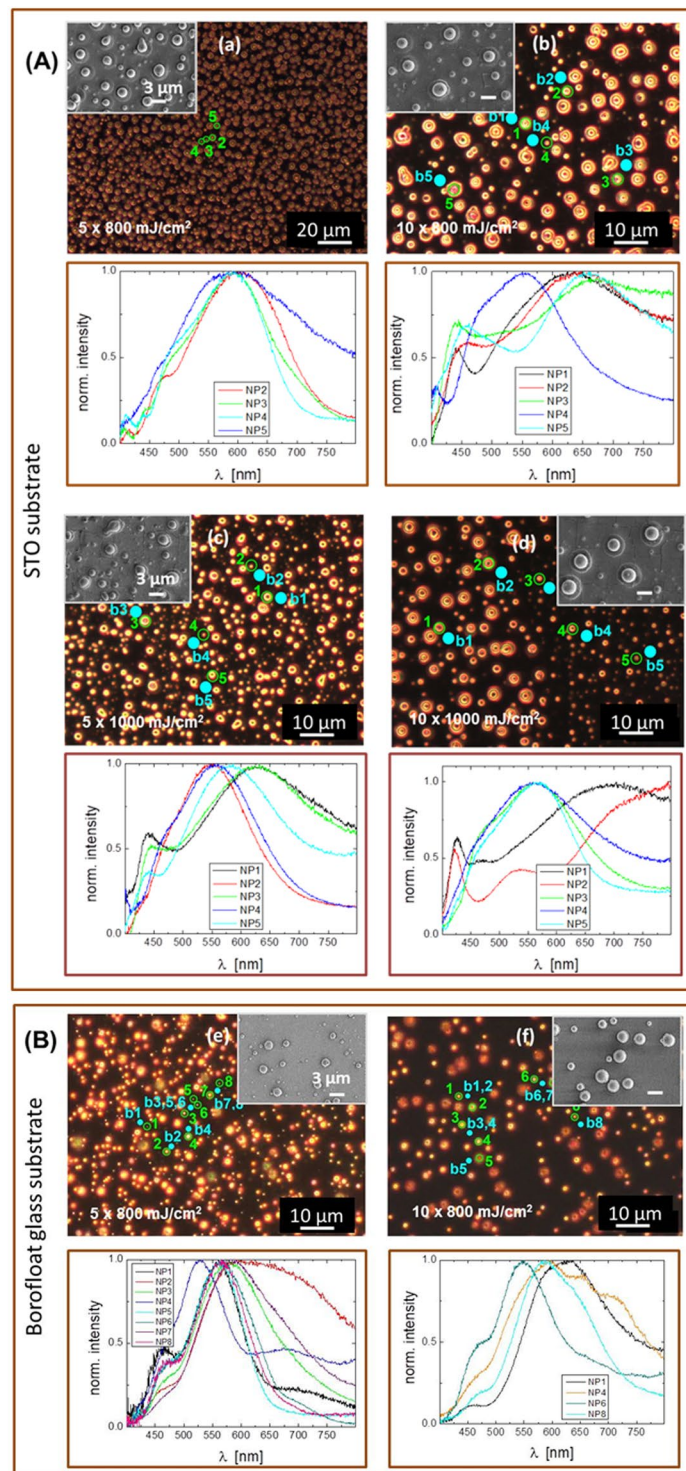 (A)
STO substrate
(a)
3 µm
5
4 3 2
5 x 800 mJ/cm²
20 µm
(b)
b2
2
b1
1
b4
4
b3
3
b5
5
10 x 800 mJ/cm²
10 µm
norm. intensity
1.0
0.5
0.0
NP2
NP3
NP4
NP5
450 500 550 600 650 700 750
λ [nm]
norm. intensity
1.0
0.5
0.0
NP1
NP2
NP3
NP4
NP5
450 500 550 600 650 700 750
λ [nm]
(c)
3 µm
2
b2
1
b1
b3
3
4
b4
5
b5
5 x 1000 mJ/cm²
10 µm
(d)
2
b2
3
1
b1
4
b4
5
b5
10 x 1000 mJ/cm²
10 µm
norm. intensity
1.0
0.5
0.0
NP1
NP2
NP3
NP4
NP5
450 500 550 600 650 700 750
λ [nm]
norm. intensity
1.0
0.5
0.0
NP1
NP2
NP3
NP4
NP5
450 500 550 600 650 700 750
λ [nm]
(B)
Borofloat glass substrate
(e)
3 µm
8
5
7
b7,8
b3,5,6
6
b1
1
3
b4
b2
4
2
5 x 800 mJ/cm²
10 µm
(f)
6
b6,7
1
b1,2
2
3
b3,4
b8
4
b5
5
10 x 800 mJ/cm²
10 µm
norm. intensity
1.0
0.5
0.0
NP1
NP2
NP3
NP4
NP5
NP6
NP7
NP8
450 500 550 600 650 700 750
λ [nm]
norm. intensity
1.0
0.5
0.0
NP1
NP4
NP6
NP8
400 450 500 550 600 650 700 750 800
λ [nm]